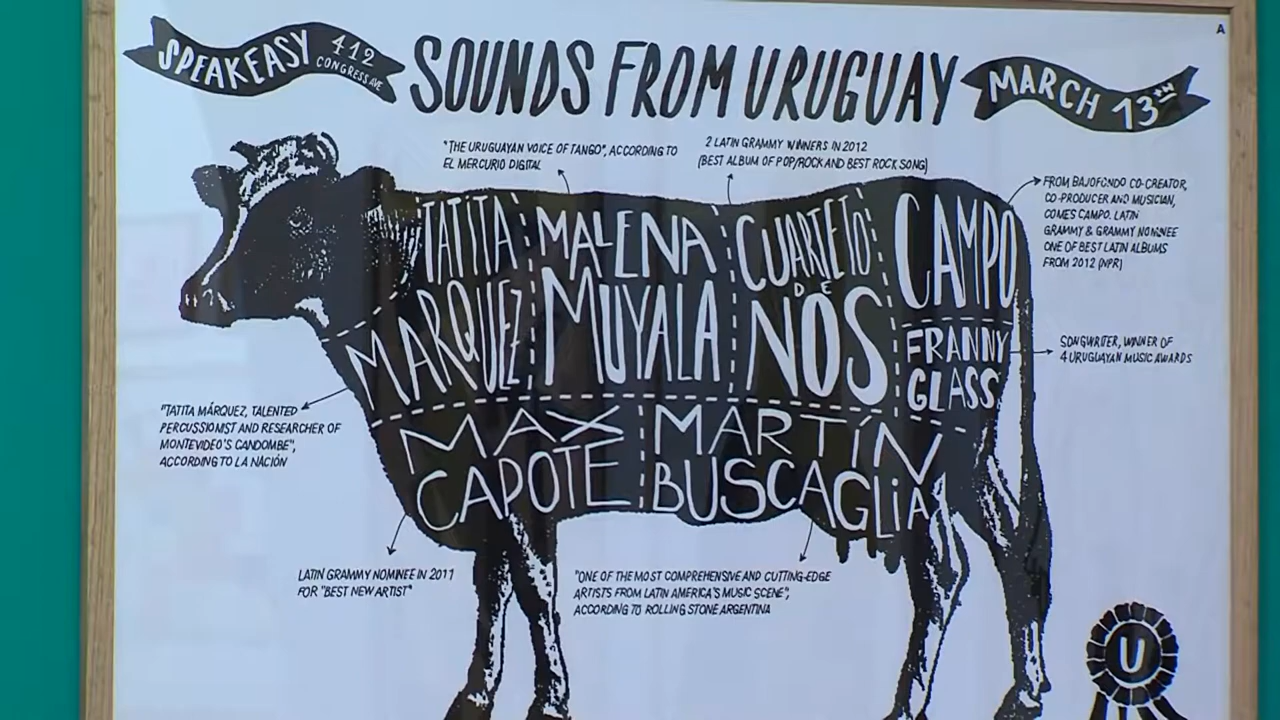 A
SPEAKEASY 412
CONGRESS AVE
SOUNDS FROM URUGUAY
MARCH 13TH
"THE URUGUAYAN VOICE OF TANGO", ACCORDING TO
EL MERCURIO DIGITAL
2 LATIN GRAMMY WINNERS IN 2012
(BEST ALBUM OF POP/ROCK AND BEST ROCK SONG)
FROM BAJOFONDO CO-CREATOR,
CO-PRODUCER AND MUSICIAN,
COMES CAMPO. LATIN
GRAMMY & GRAMMY NOMINEE
ONE OF BEST LATIN ALBUMS
FROM 2012 (NPR)
TATITA
MARQUEZ
MALENA
MUYALA
CUARTETO
DE
NOS
CAMPO
FRANNY
GLASS
SONGWRITER, WINNER OF
4 URUGUAYAN MUSIC AWARDS
"TATITA MÁRQUEZ, TALENTED
PERCUSSIONIST AND RESEARCHER OF
MONTEVIDEO'S CANDOMBE",
ACCORDING TO LA NACIÓN
MAX
CAPOTE
MARTÍN
BUSCAGLIA
LATIN GRAMMY NOMINEE IN 2011
FOR "BEST NEW ARTIST"
"ONE OF THE MOST COMPREHENSIVE AND CUTTING-EDGE
ARTISTS FROM LATIN AMERICA'S MUSIC SCENE",
ACCORDING TO ROLLING STONE ARGENTINA
U